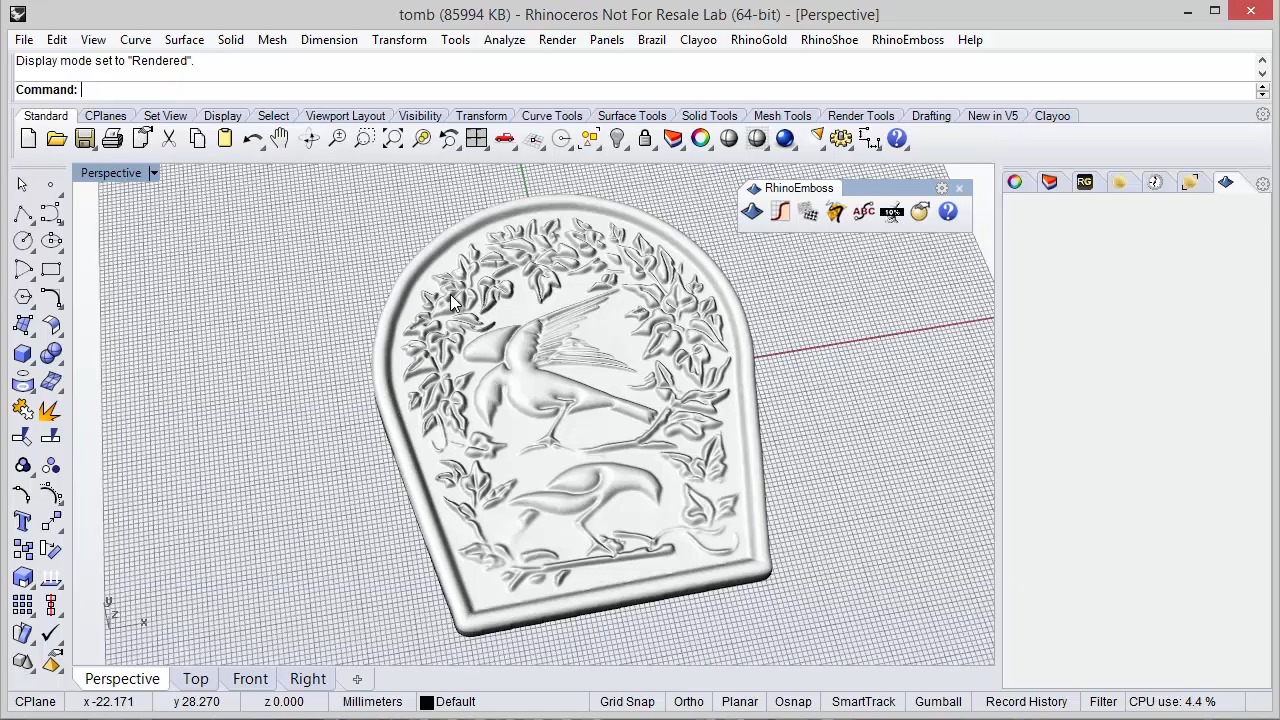 tomb (85994 KB) - Rhinoceros Not For Resale Lab (64-bit) - [Perspective]
File Edit View Curve Surface Solid Mesh Dimension Transform Tools Analyze Render Panels Brazil Clayoo RhinoGold RhinoShoe RhinoEmboss Help
Display mode set to "Rendered".
Command:
Standard CPlanes Set View Display Select Viewport Layout Visibility Transform Curve Tools Surface Tools Solid Tools Mesh Tools Render Tools Drafting New in V5 Clayoo
Perspective
RG
RhinoEmboss
ABC
10%
y
z
x
Perspective Top Front Right
CPlane x -22.171 y 28.270 z 0.000 Millimeters Default Grid Snap Ortho Planar Osnap SmartTrack Gumball Record History Filter CPU use: 4.4 %